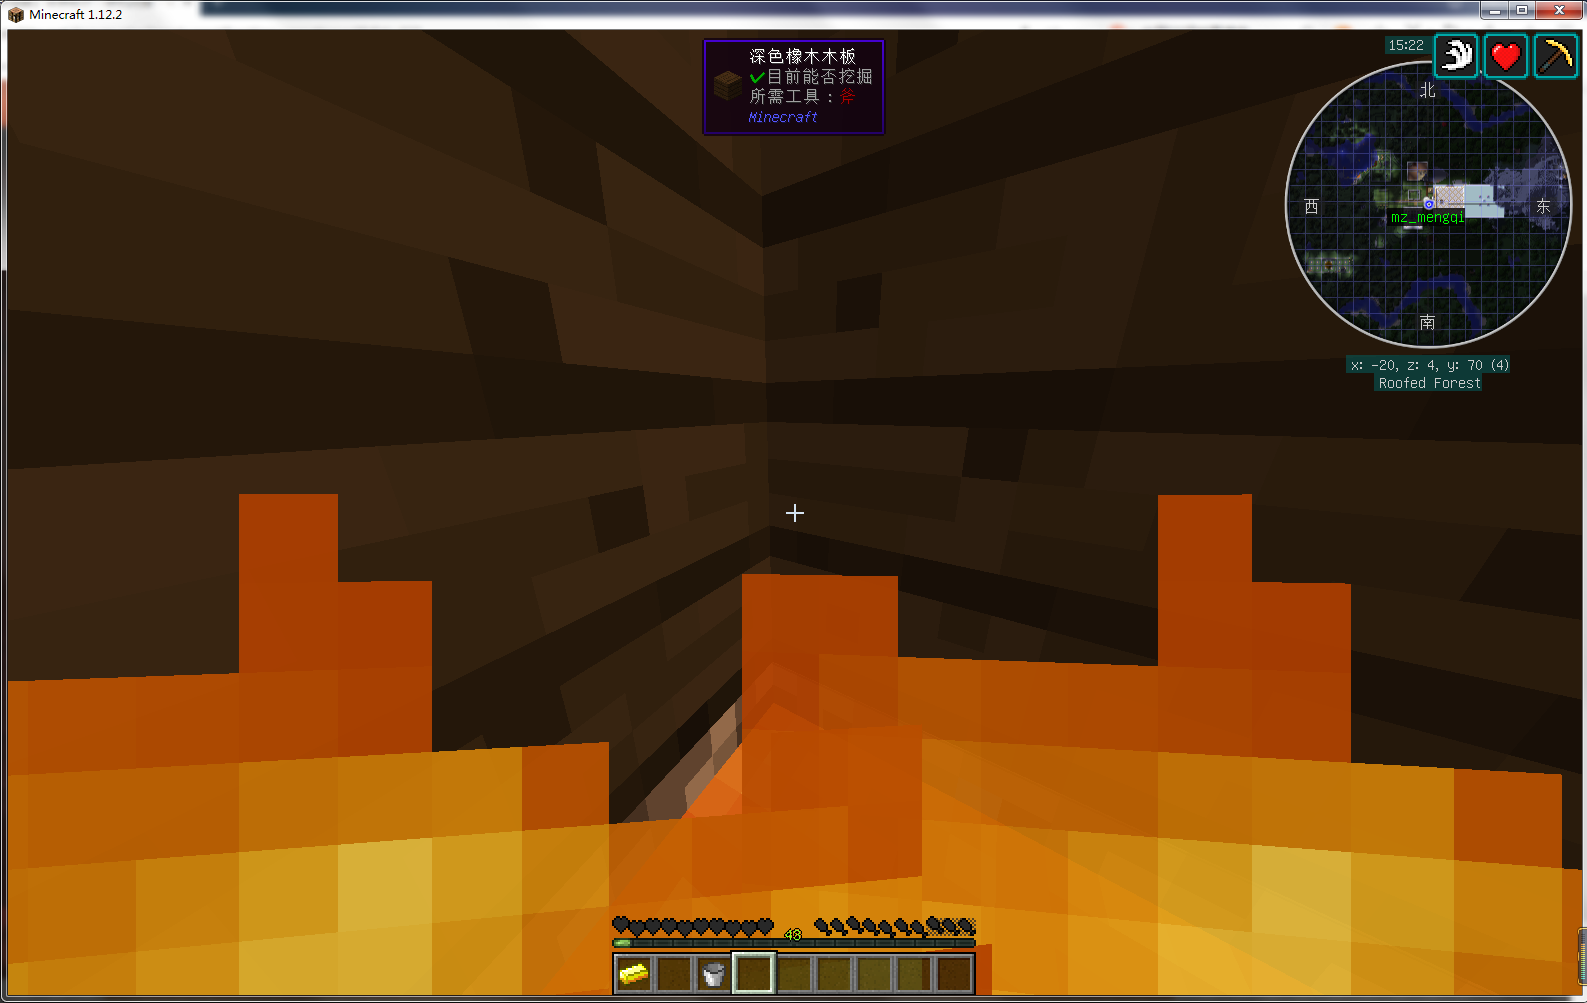 Minecraft 1.12.2
深色橡木木板
✓目前能否挖掘
所需工具：斧
Minecraft
15:22
北
西
东
mz_mengqi
南
x: -20, z: 4, y: 70 (4)
Roofed Forest
48